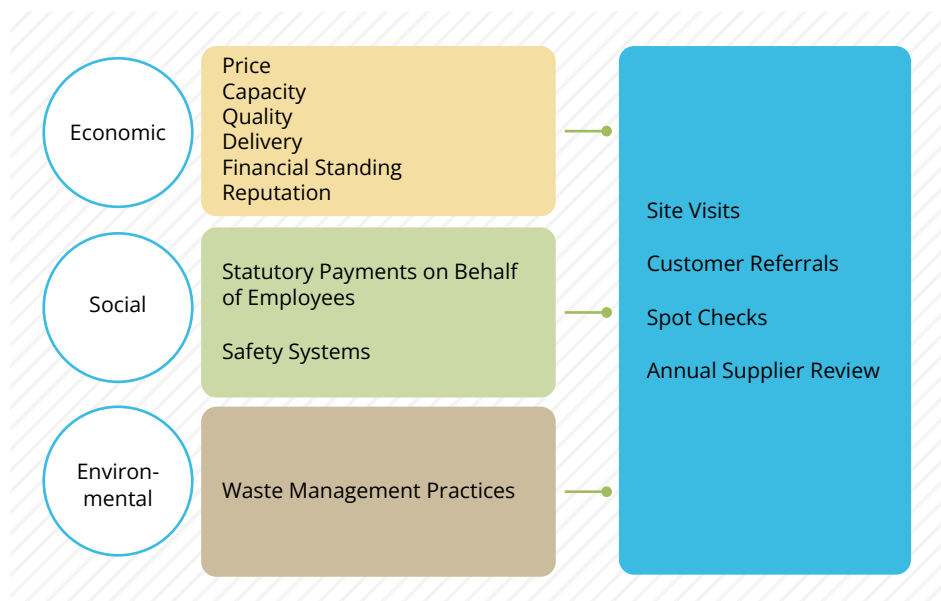 Economic
Price
Capacity
Quality
Delivery
Financial Standing
Reputation
Social
Statutory Payments on Behalf
of Employees
Safety Systems
Environ-
mental
Waste Management Practices
Site Visits
Customer Referrals
Spot Checks
Annual Supplier Review